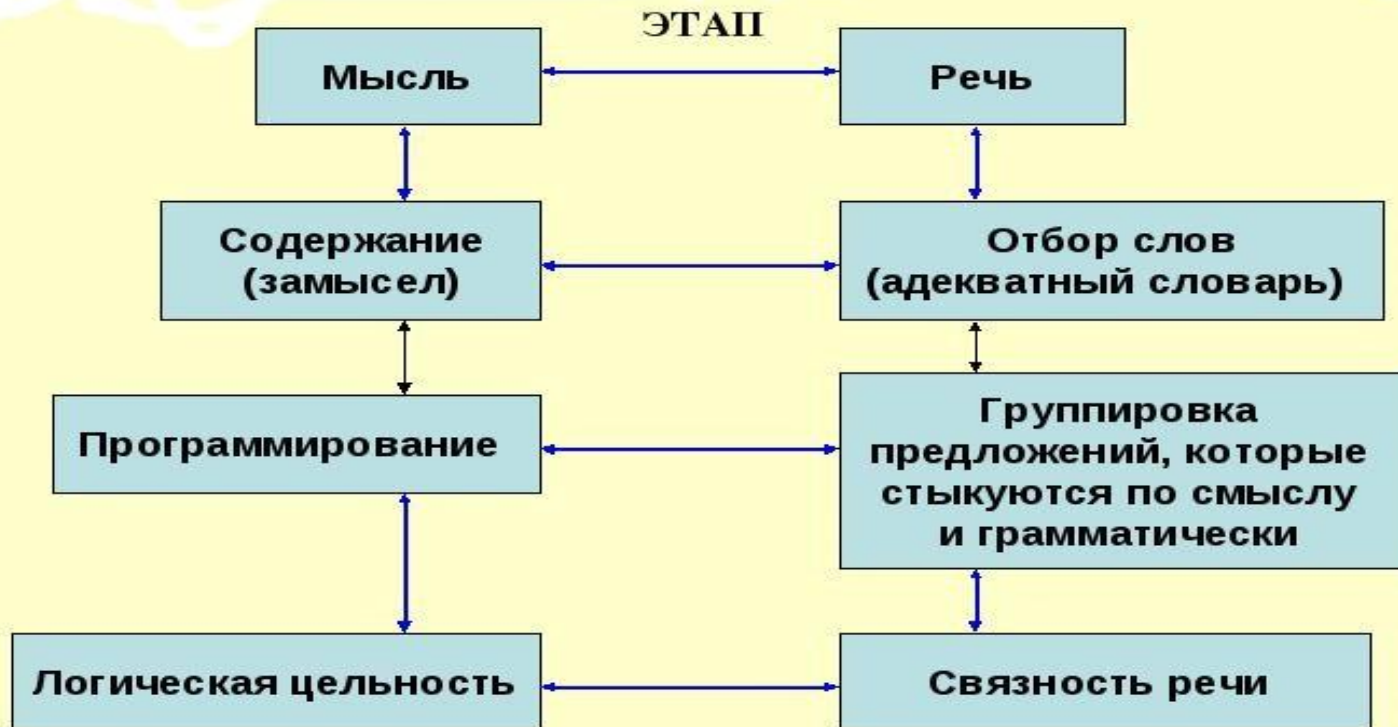 ЭТАП
Мысль
Речь
Содержание
(замысел)
Отбор слов
(адекватный словарь)
Программирование
Группировка
предложений, которые
стыкуются по смыслу
и грамматически
Логическая цельность
Связность речи